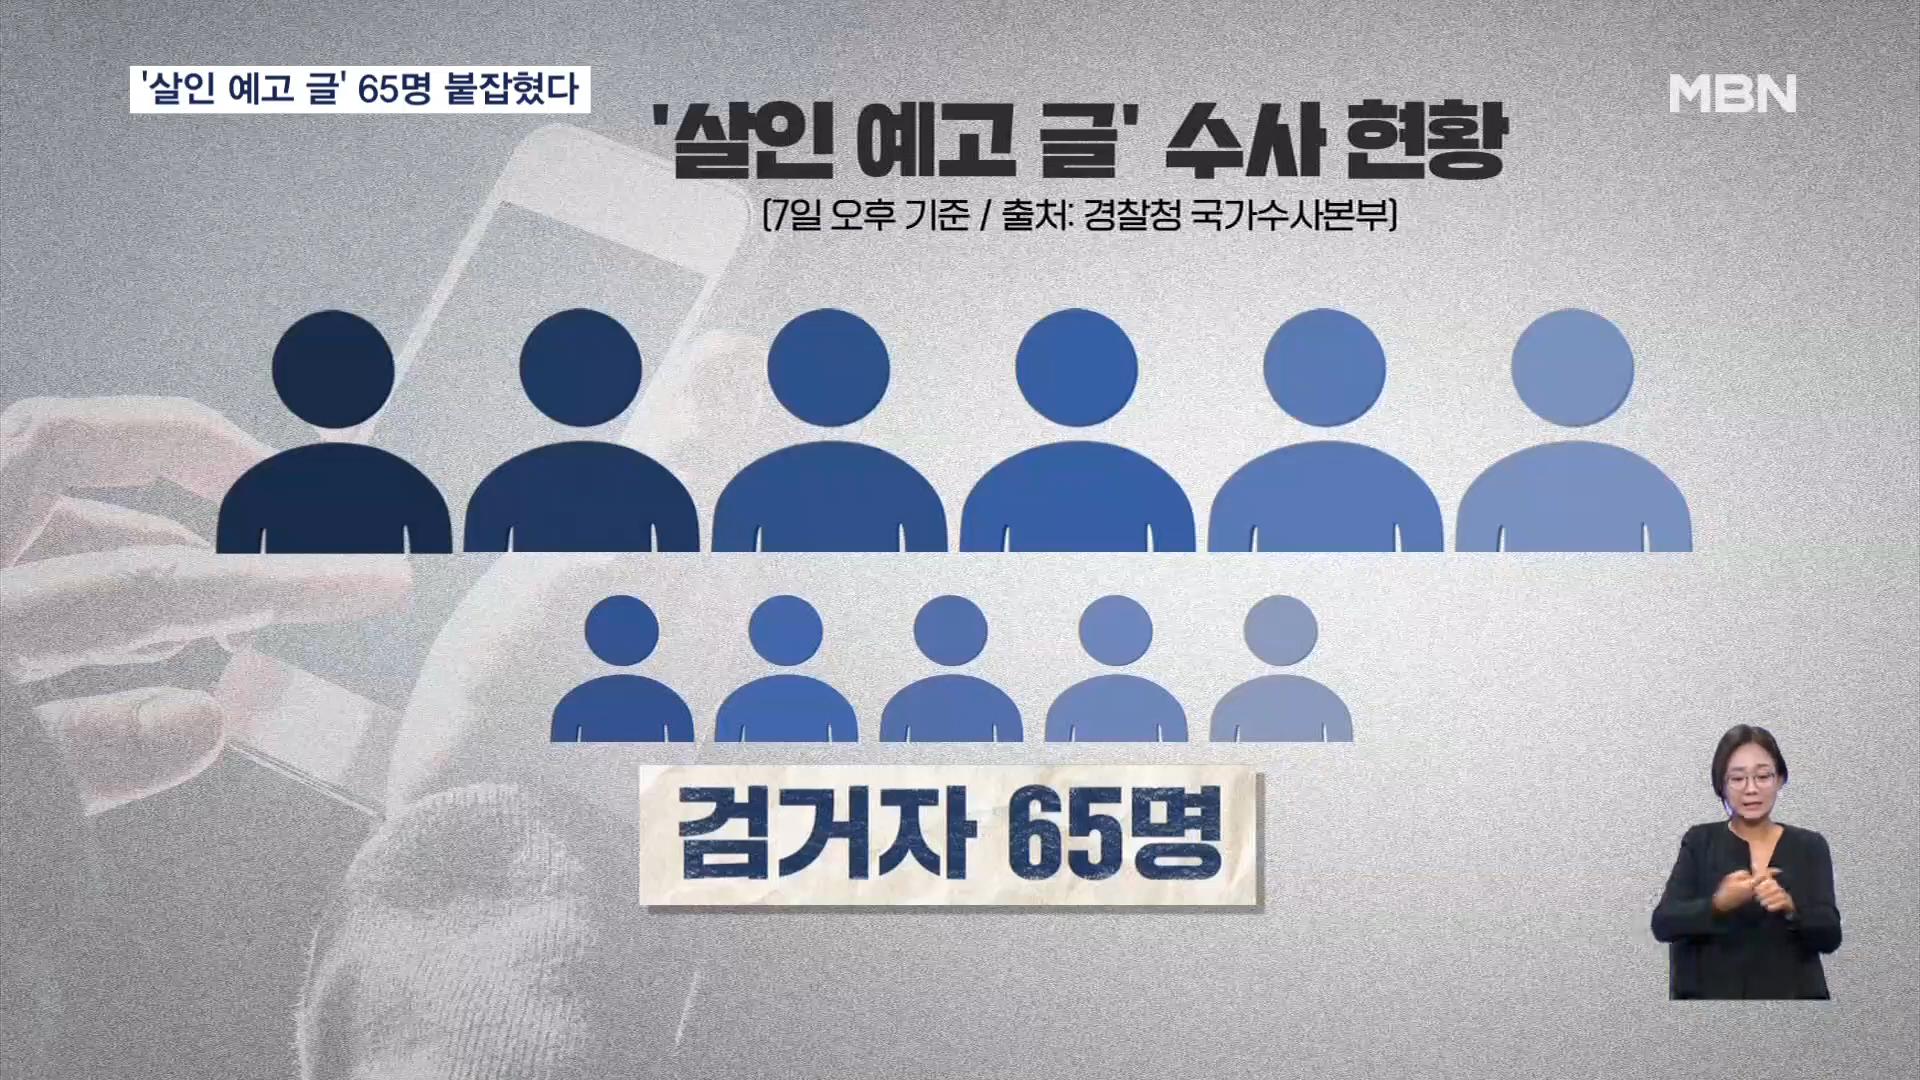 '살인 예고 글' 65명 붙잡혔다
MBN
'살인 예고 글' 수사 현황
(7일 오후 기준 / 출처: 경찰청 국가수사본부)
검거자 65명